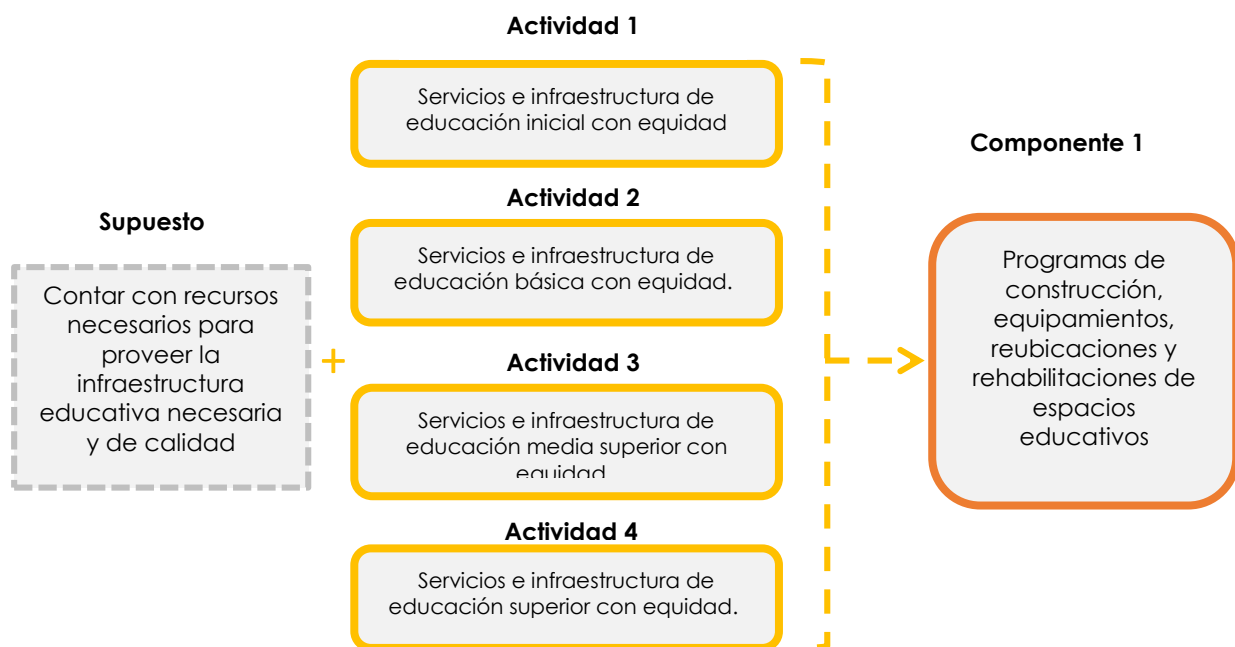 Actividad 1
Servicios e infraestructura de
educación inicial con equidad
Actividad 2
Servicios e infraestructura de
educación básica con equidad.
Actividad 3
Servicios e infraestructura de
educación media superior con
equidad
Actividad 4
Servicios e infraestructura de
educación superior con equidad.
Supuesto
Contar con recursos
necesarios para
proveer la
infraestructura
educativa necesaria
y de calidad
+
Componente 1
Programas de
construcción,
equipamientos,
reubicaciones y
rehabilitaciones de
espacios
educativos